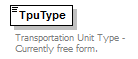 TpuType
Transportation Unit Type -
Currently free form.